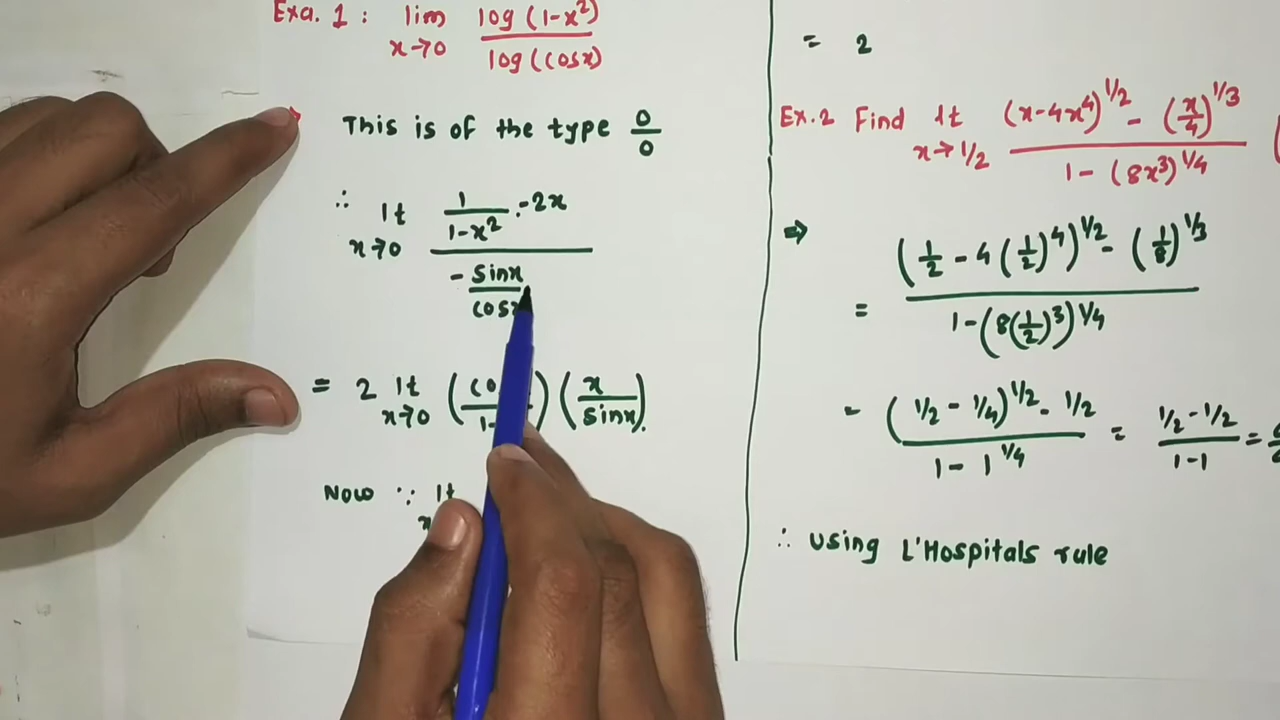 Exa. 1 : lim x→0 log (1-x²) / log (cosx)
This is of the type 0/0
∴ lt x→0 1/(1-x²) . -2x / - sinx/cosx
= 2 lt x→0 ( ) ( x/sinx ).
Now ∵ lt
= 2
Ex.2 Find lt x→1/2 (x-4x⁴)^1/2 - (x/4)^1/3 / 1 - (8x³)^1/4
⇒
= (1/2 - 4 (1/2)⁴)^1/2 - (1/8)^1/3 / 1-(8(1/2)³)^1/4
- ( 1/2 - 1/4)^1/2 - 1/2 / 1 - 1^1/4 = 1/2 - 1/2 / 1-1 =
∴ using L'Hospitals rule